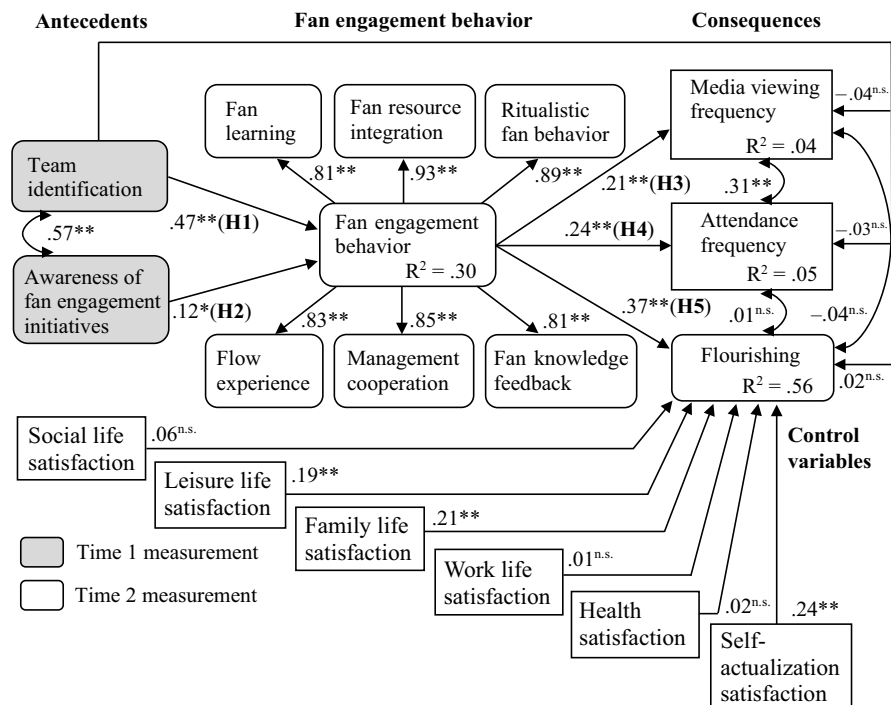 Antecedents
Fan engagement behavior
Consequences
Fan
learning
Fan resource
integration
Ritualistic
fan behavior
Media viewing
frequency
R² = .04
−.04ⁿ·ˢ·
Team
identification
.81**
.93**
.89**
.21**(H3)
.31**
.47**(H1)
.57**
Fan engagement
behavior
R² = .30
.24**(H4)
Attendance
frequency
R² = .05
−.03ⁿ·ˢ·
Awareness of
fan engagement
initiatives
.12*(H2)
.83**
.85**
.81**
.37**(H5)
.01ⁿ·ˢ·
−.04ⁿ·ˢ·
Flow
experience
Management
cooperation
Fan knowledge
feedback
Flourishing
R² = .56
.02ⁿ·ˢ·
Social life
satisfaction
.06ⁿ·ˢ·
Control
variables
Leisure life
satisfaction
.19**
Family life
satisfaction
.21**
Work life
satisfaction
.01ⁿ·ˢ·
Health
satisfaction
.02ⁿ·ˢ·
.24**
Self-
actualization
satisfaction
Time 1 measurement
Time 2 measurement